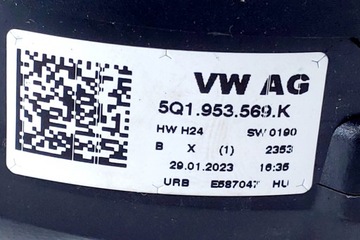 VW AG
5Q1.953.569.K
HW H24 SW 0190
B X (1) 2353
29.01.2023 16:35
URB E587047 HU